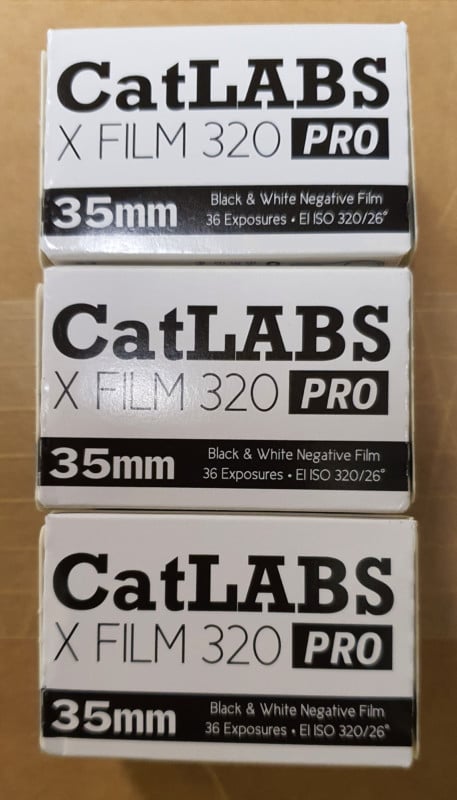 CatLABS
X FILM 320 PRO
35mm
Black & White Negative Film
36 Exposures • EI ISO 320/26°
CatLABS
X FILM 320 PRO
35mm
Black & White Negative Film
36 Exposures • EI ISO 320/26°
CatLABS
X FILM 320 PRO
35mm
Black & White Negative Film
36 Exposures • EI ISO 320/26°